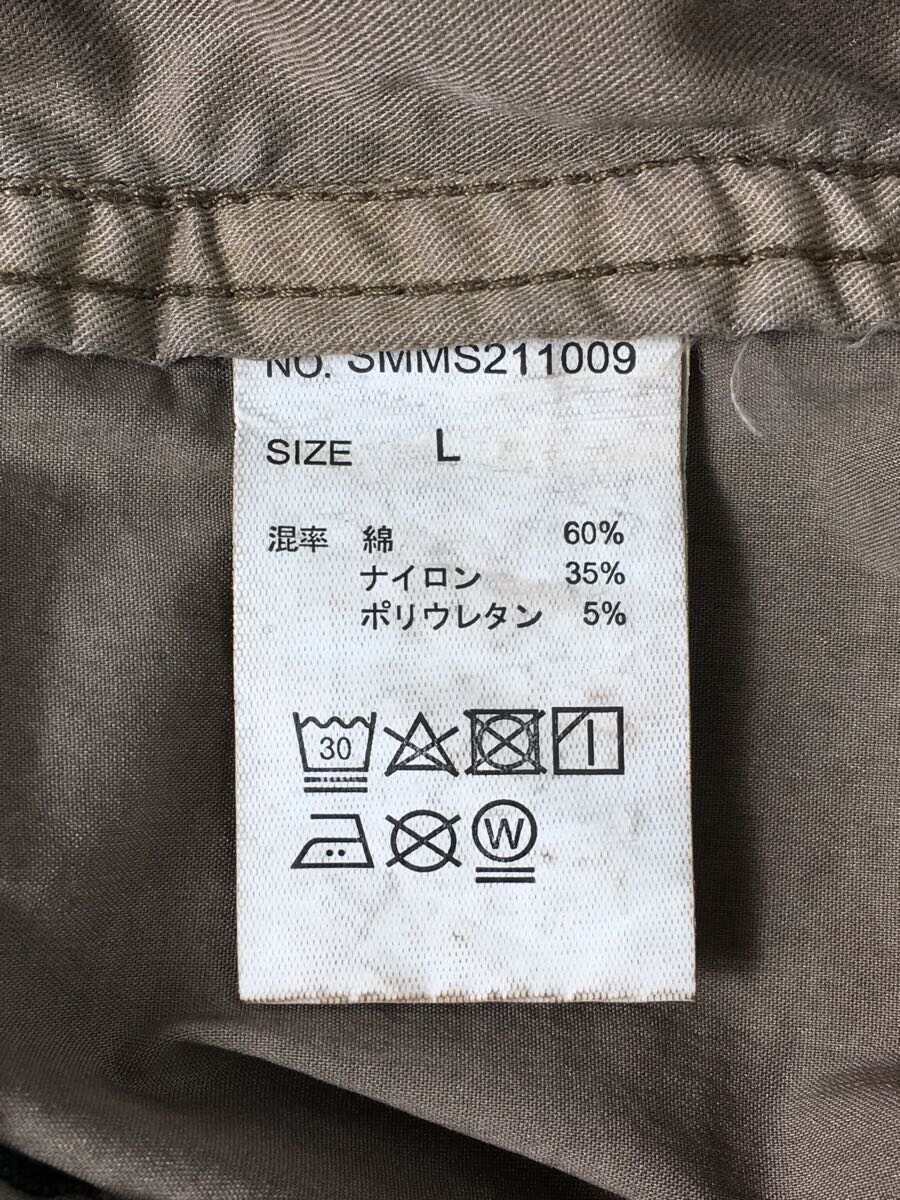 NO. SMMS211009
SIZE L
混率 綿 60%
ナイロン 35%
ポリウレタン 5%
30
W